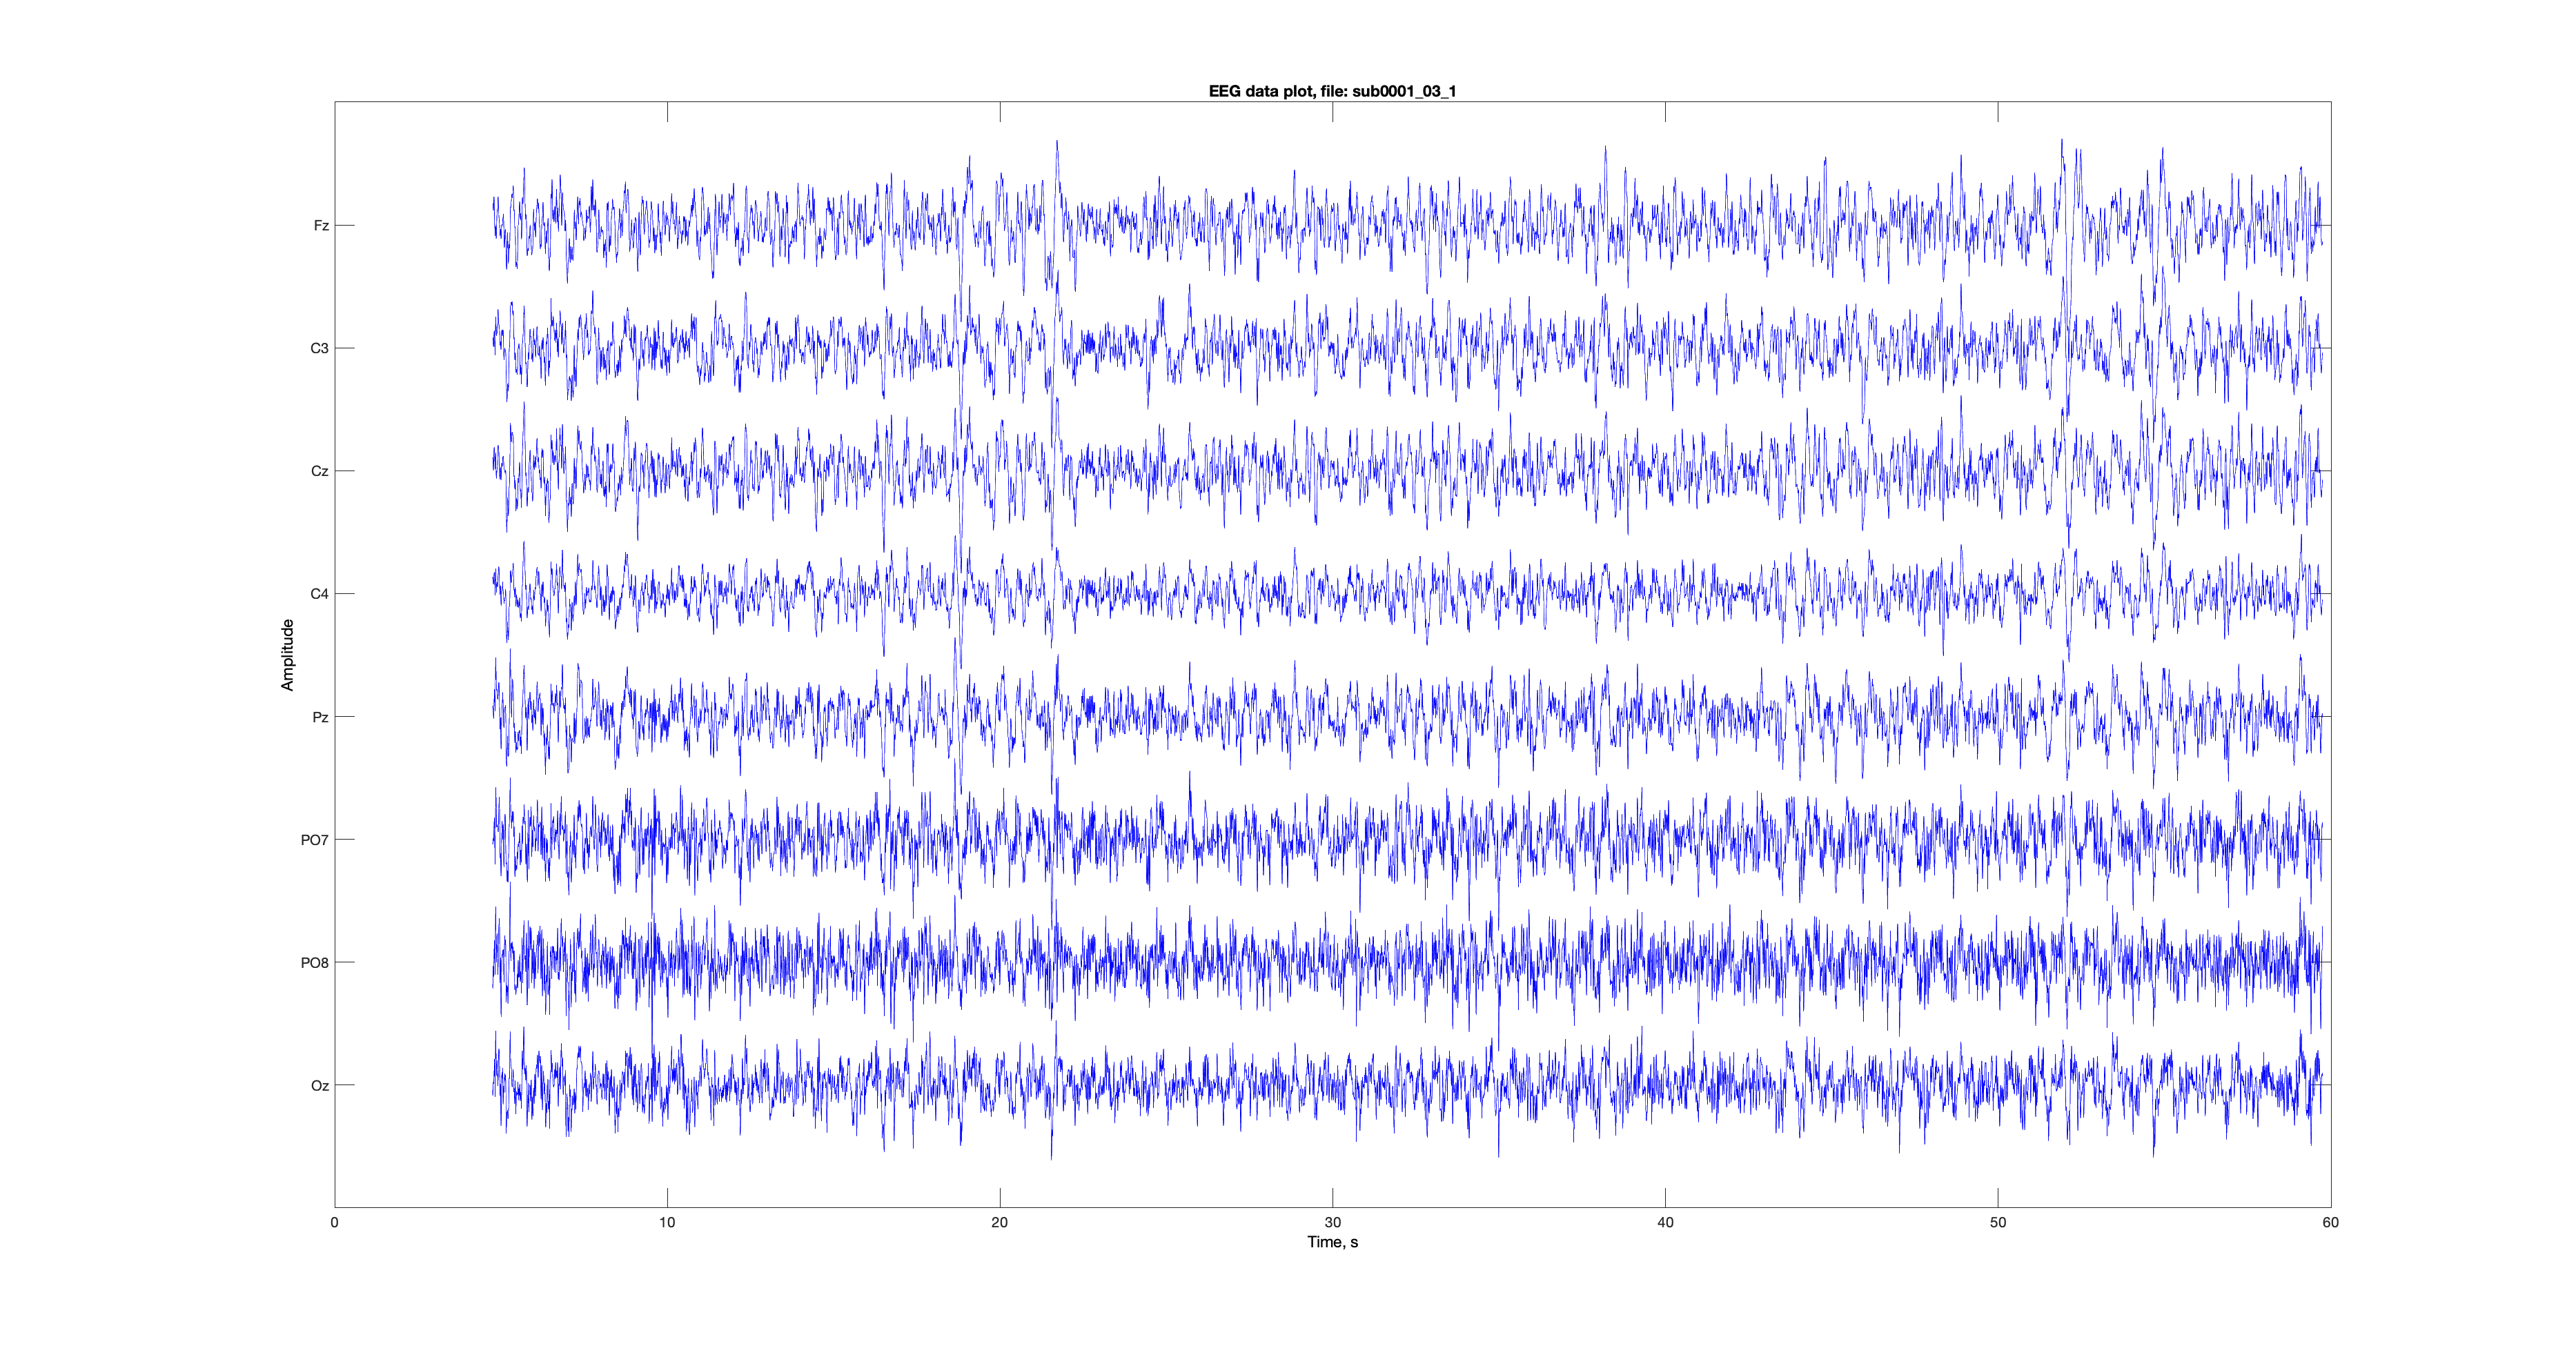 EEG data plot, file: sub0001_03_1
Fz
C3
Cz
C4
Pz
PO7
PO8
Oz
Amplitude
0 10 20 30 40 50 60
Time, s